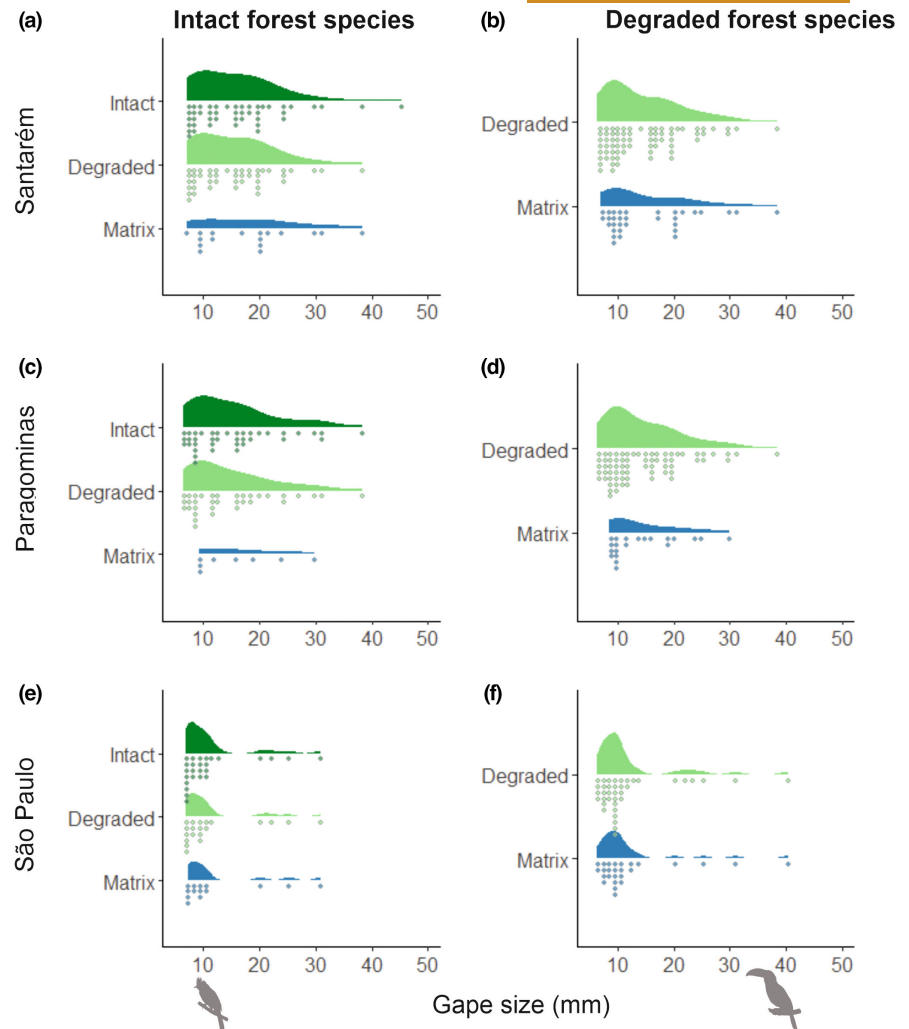 (a) Intact forest species (b) Degraded forest species
Santarém
Intact
Degraded
Matrix
10 20 30 40 50
Degraded
Matrix
10 20 30 40 50
(c) (d)
Paragominas
Intact
Degraded
Matrix
10 20 30 40 50
Degraded
Matrix
10 20 30 40 50
(e) (f)
São Paulo
Intact
Degraded
Matrix
10 20 30 40 50
Degraded
Matrix
10 20 30 40 50
Gape size (mm)